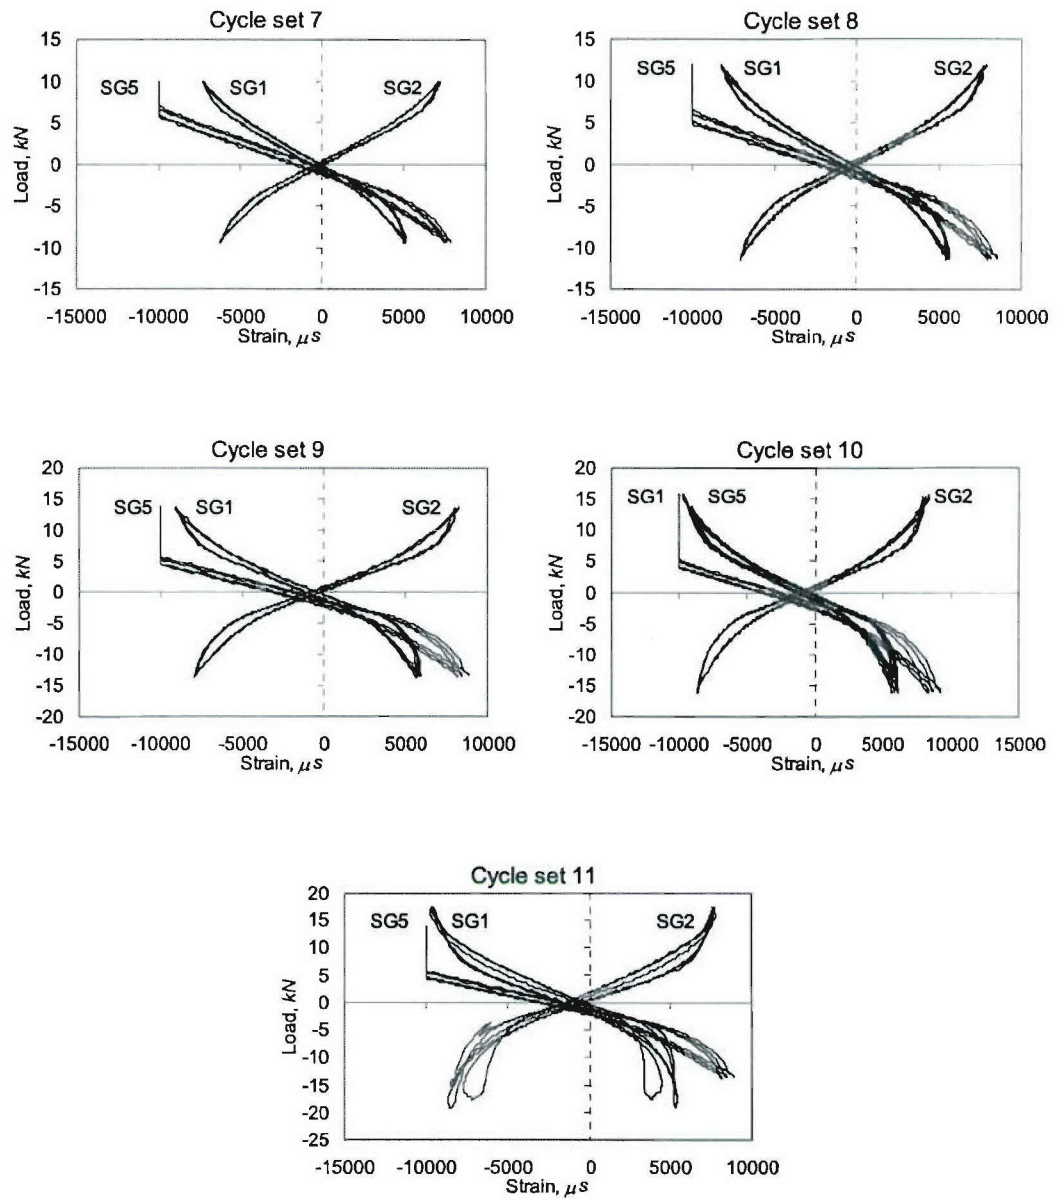 Cycle set 7
15
10
5
0
-5
-10
-15
Load, kN
SG5
SG1
SG2
-15000 -10000 -5000 0 5000 10000
Strain, μs
Cycle set 8
15
10
5
0
-5
-10
-15
Load, kN
SG5
SG1
SG2
-15000 -10000 -5000 0 5000 10000
Strain, μs
Cycle set 9
20
15
10
5
0
-5
-10
-15
-20
Load, kN
SG5
SG1
SG2
-15000 -10000 -5000 0 5000 10000
Strain, μs
Cycle set 10
20
15
10
5
0
-5
-10
-15
-20
Load, kN
SG1
SG5
SG2
-15000 -10000 -5000 0 5000 10000 15000
Strain, μs
Cycle set 11
20
15
10
5
0
-5
-10
-15
-20
-25
Load, kN
SG5
SG1
SG2
-15000 -10000 -5000 0 5000 10000
Strain, μs